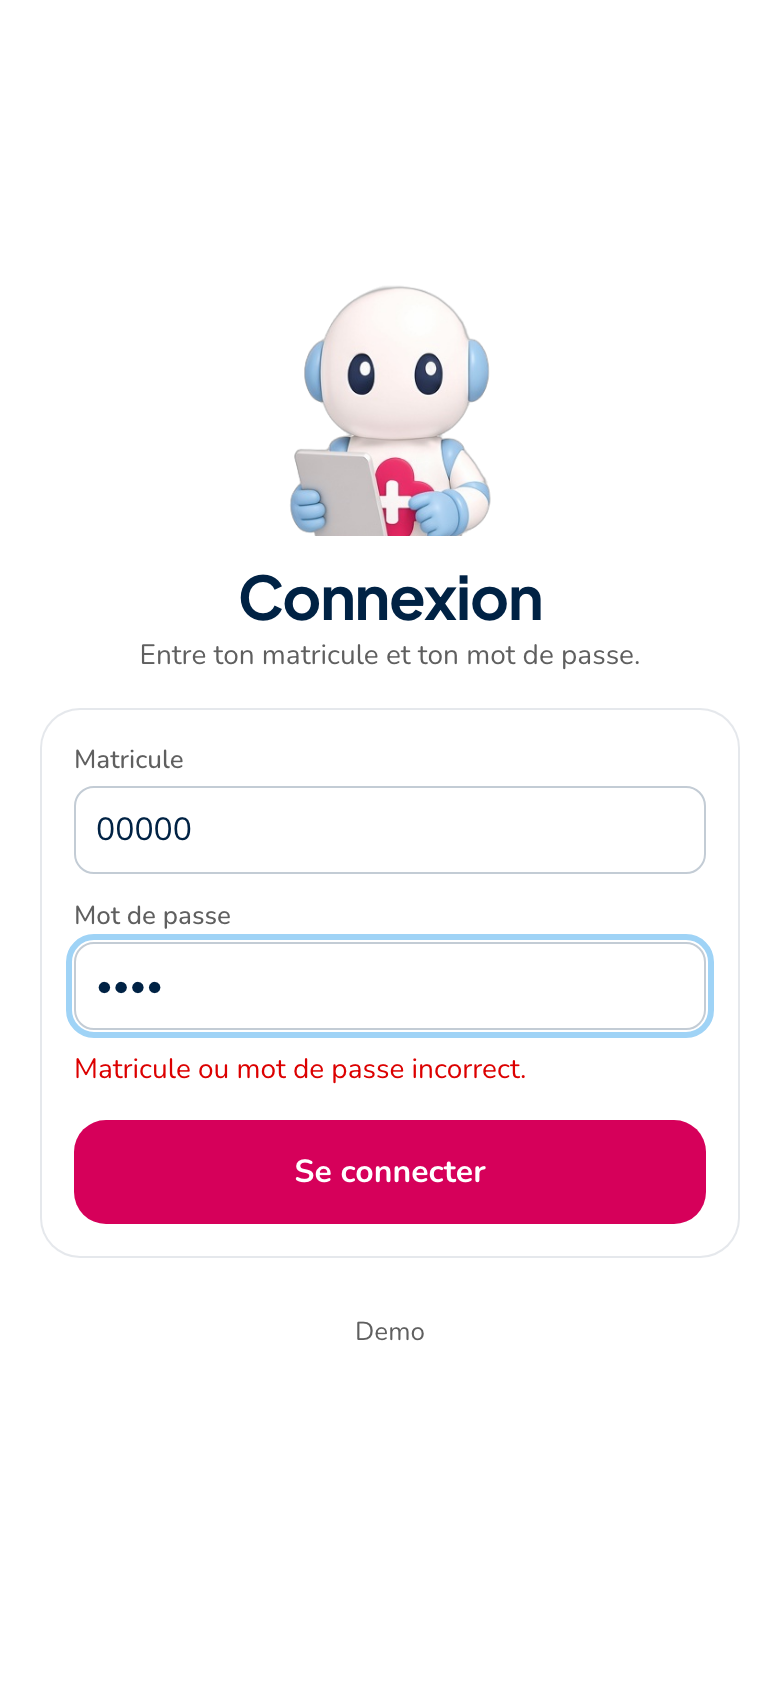 Connexion
Entre ton matricule et ton mot de passe.
Matricule
00000
Mot de passe
••••
Matricule ou mot de passe incorrect.
Se connecter
Demo